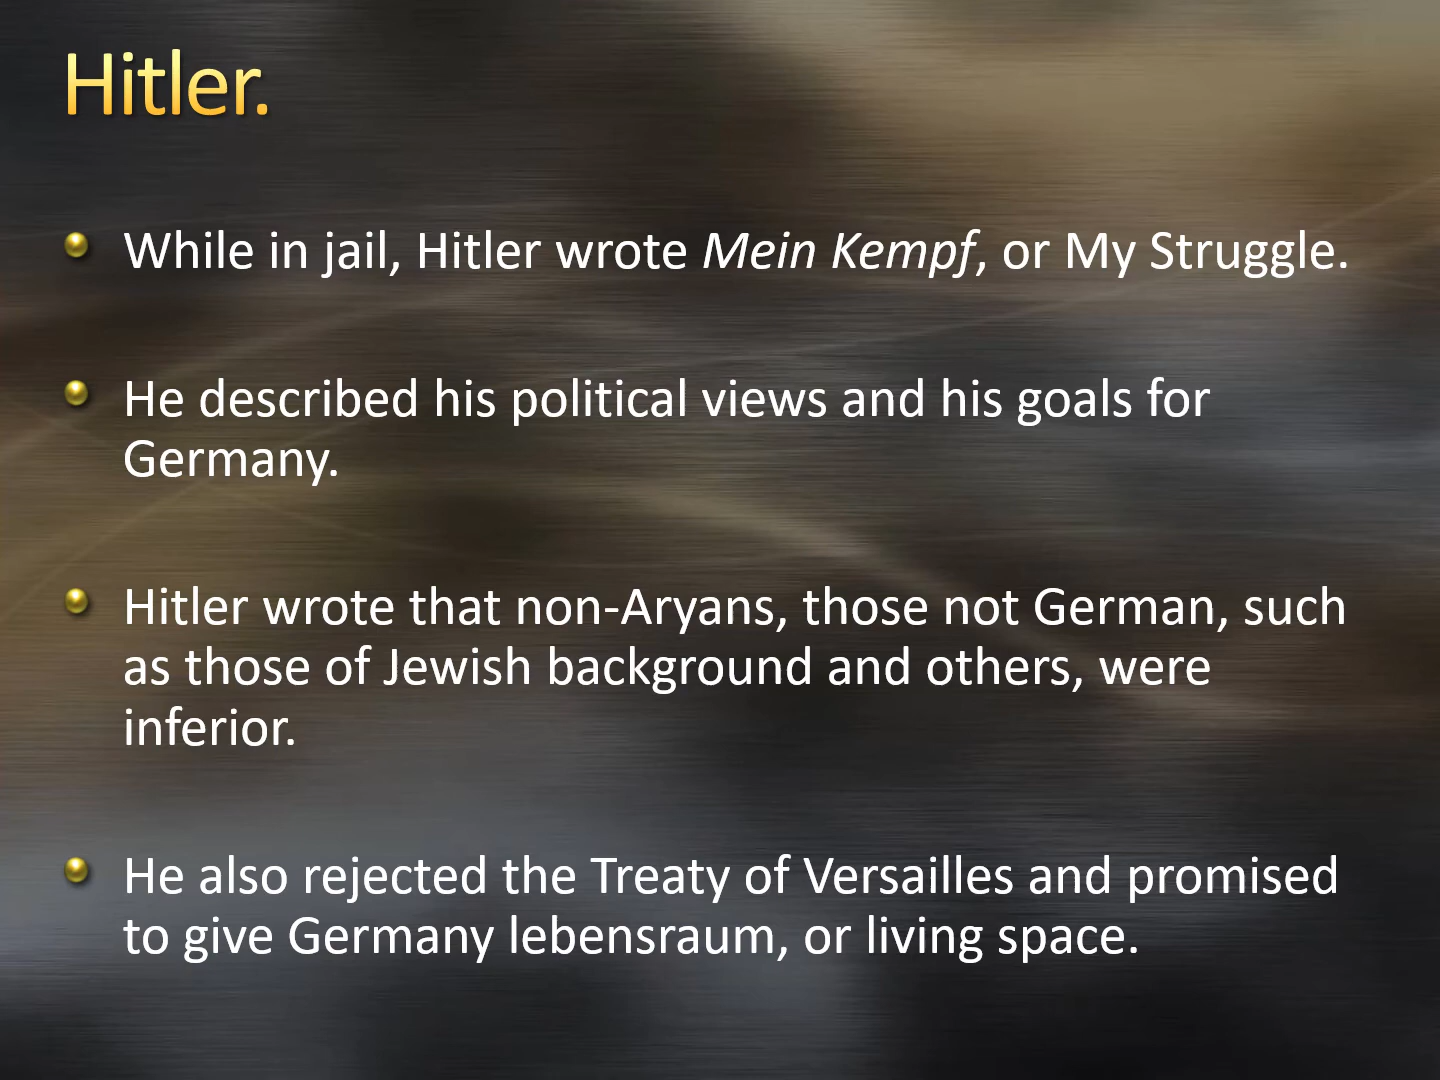 Hitler.
While in jail, Hitler wrote Mein Kempf, or My Struggle.
He described his political views and his goals for
Germany.
Hitler wrote that non-Aryans, those not German, such
as those of Jewish background and others, were
inferior.
He also rejected the Treaty of Versailles and promised
to give Germany lebensraum, or living space.